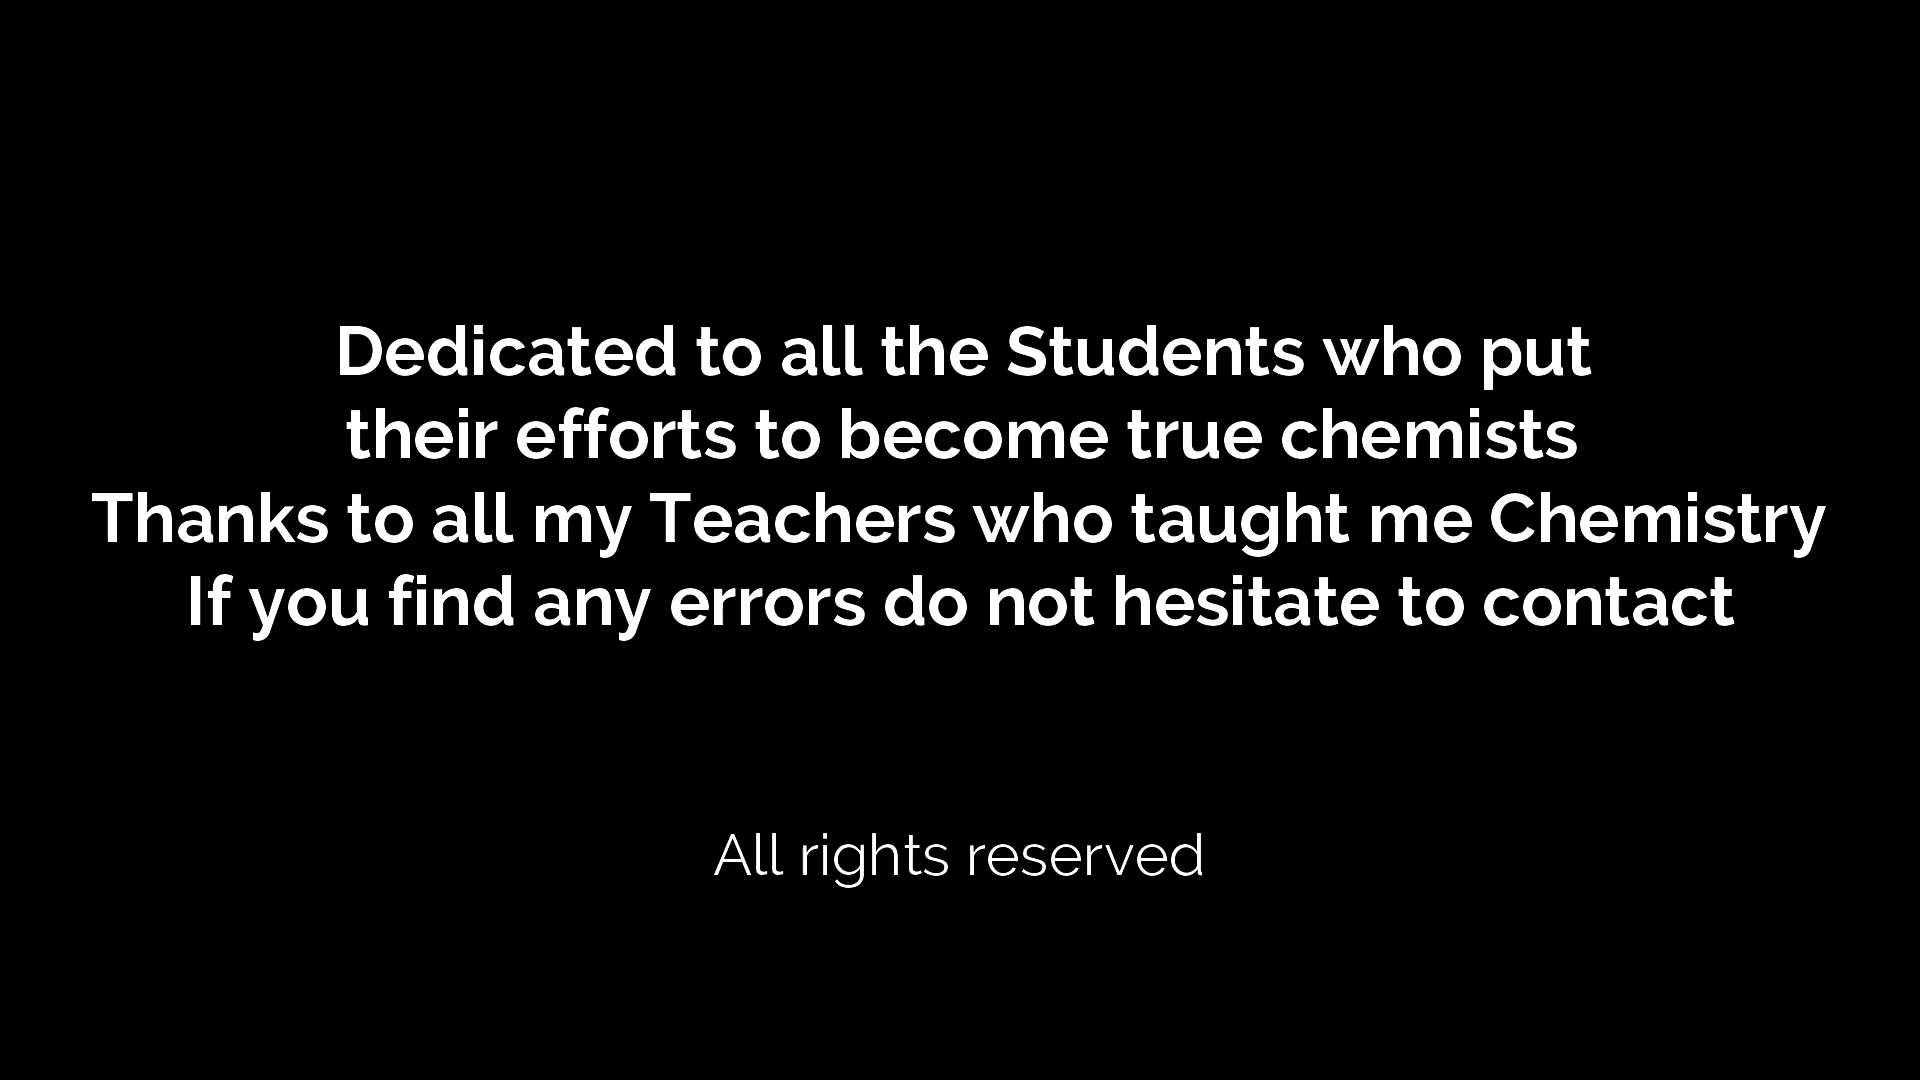 Dedicated to all the Students who put
their efforts to become true chemists
Thanks to all my Teachers who taught me Chemistry
If you find any errors do not hesitate to contact
All rights reserved